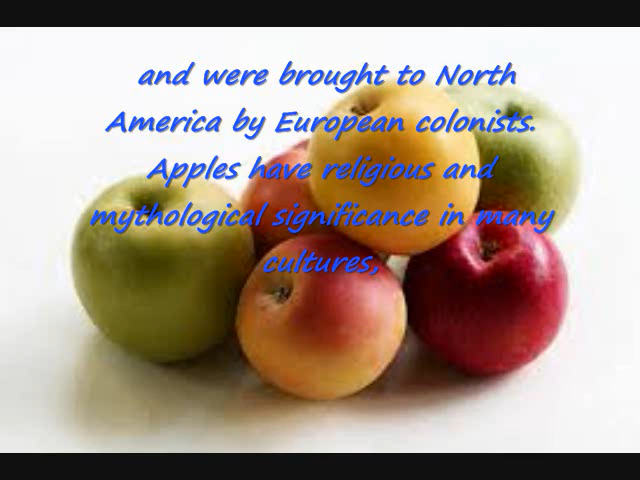 and were brought to North
America by European colonists.
Apples have religious and
mythological significance in many
cultures,